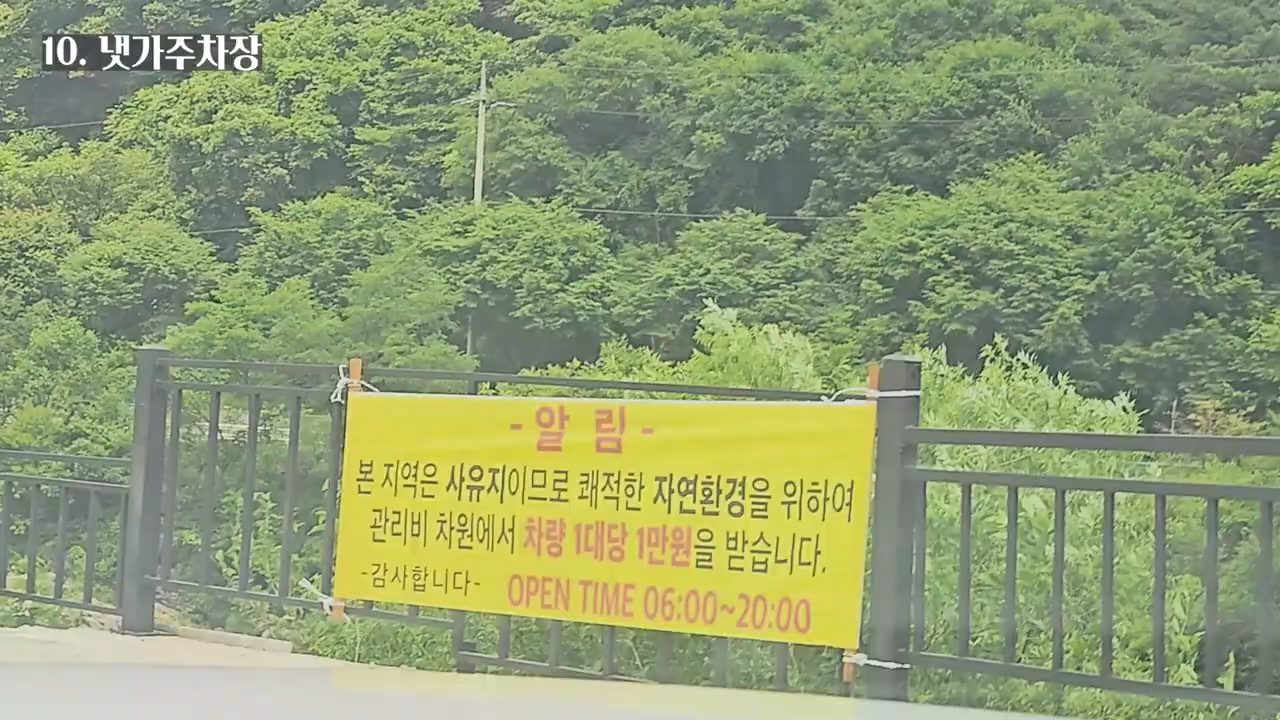 10. 냇가주차장
- 알 림 -
본 지역은 사유지이므로 쾌적한 자연환경을 위하여
관리비 차원에서 차량 1대당 1만원을 받습니다.
-감사합니다- OPEN TIME 06:00~20:00